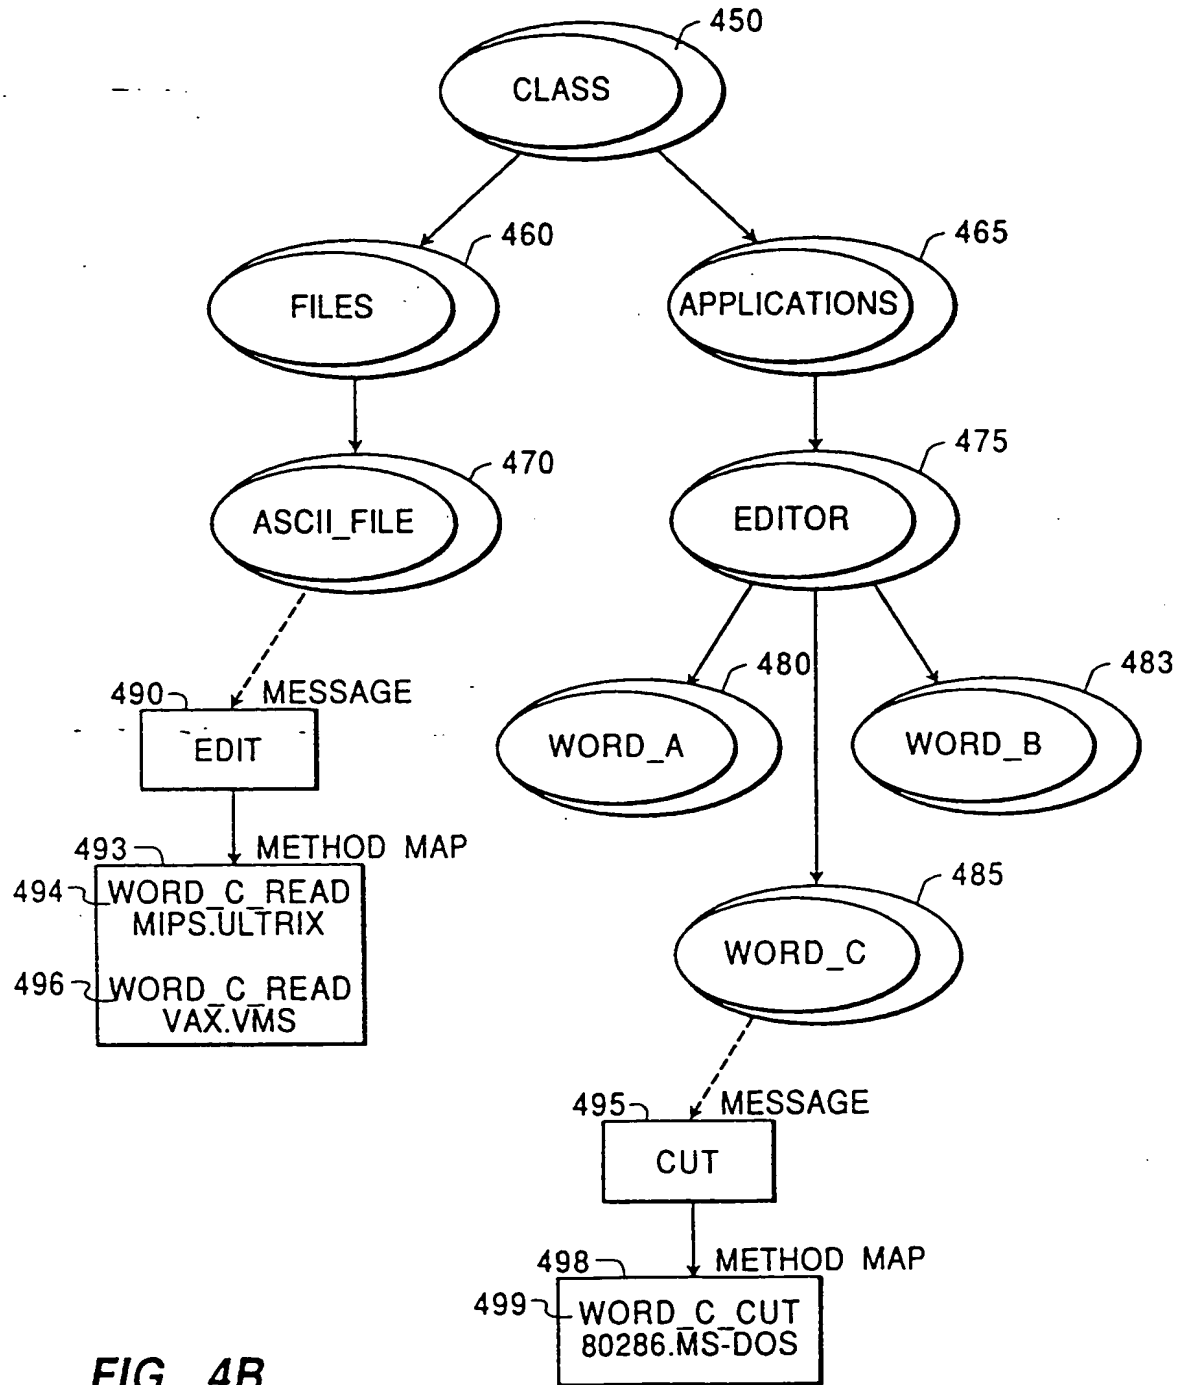 450
CLASS
460
465
FILES
APPLICATIONS
470
475
ASCII_FILE
EDITOR
480
483
490
MESSAGE
EDIT
WORD_A
WORD_B
493
METHOD MAP
494
WORD_C_READ
MIPS.ULTRIX
496
WORD_C_READ
VAX.VMS
485
WORD_C
495
MESSAGE
CUT
498
METHOD MAP
499
WORD_C_CUT
80286.MS-DOS
FIG. 4B